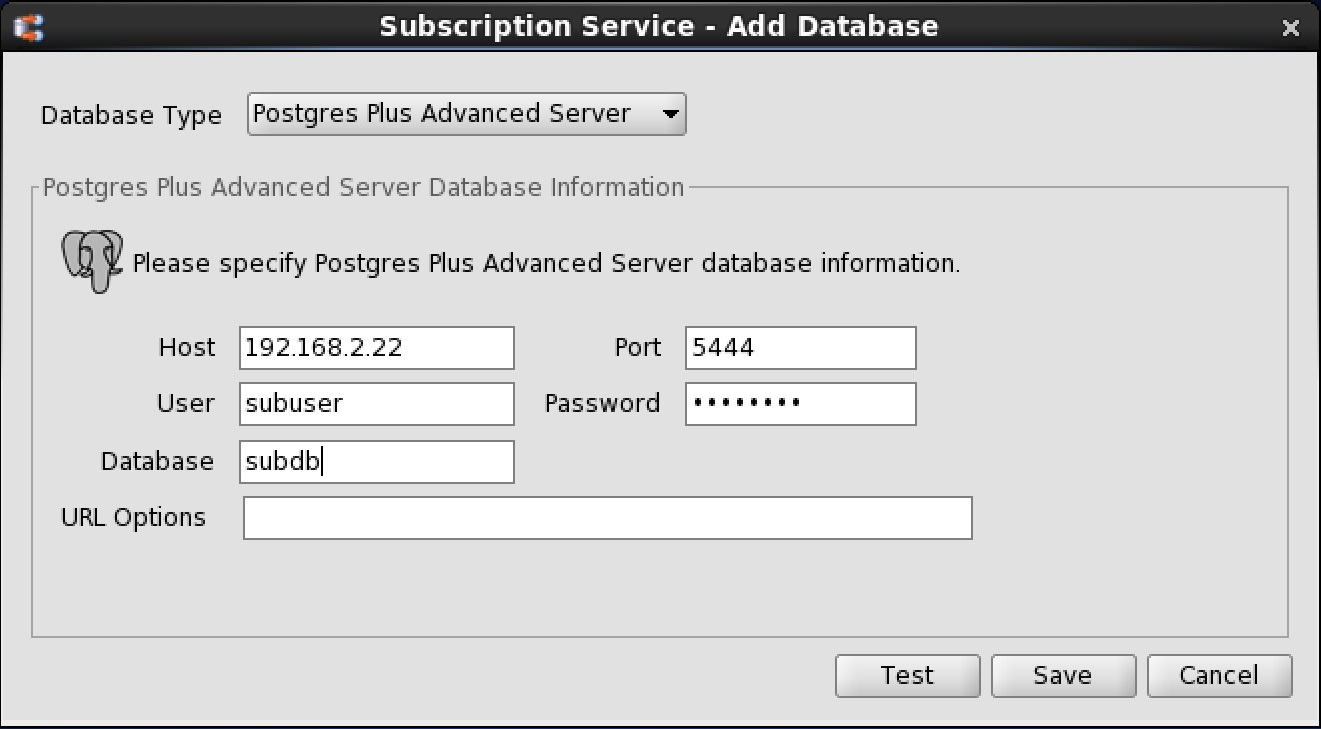 Subscription Service - Add Database
Database Type Postgres Plus Advanced Server
Postgres Plus Advanced Server Database Information
Please specify Postgres Plus Advanced Server database information.
Host 192.168.2.22 Port 5444
User subuser Password ••••••••
Database subdb
URL Options
Test Save Cancel